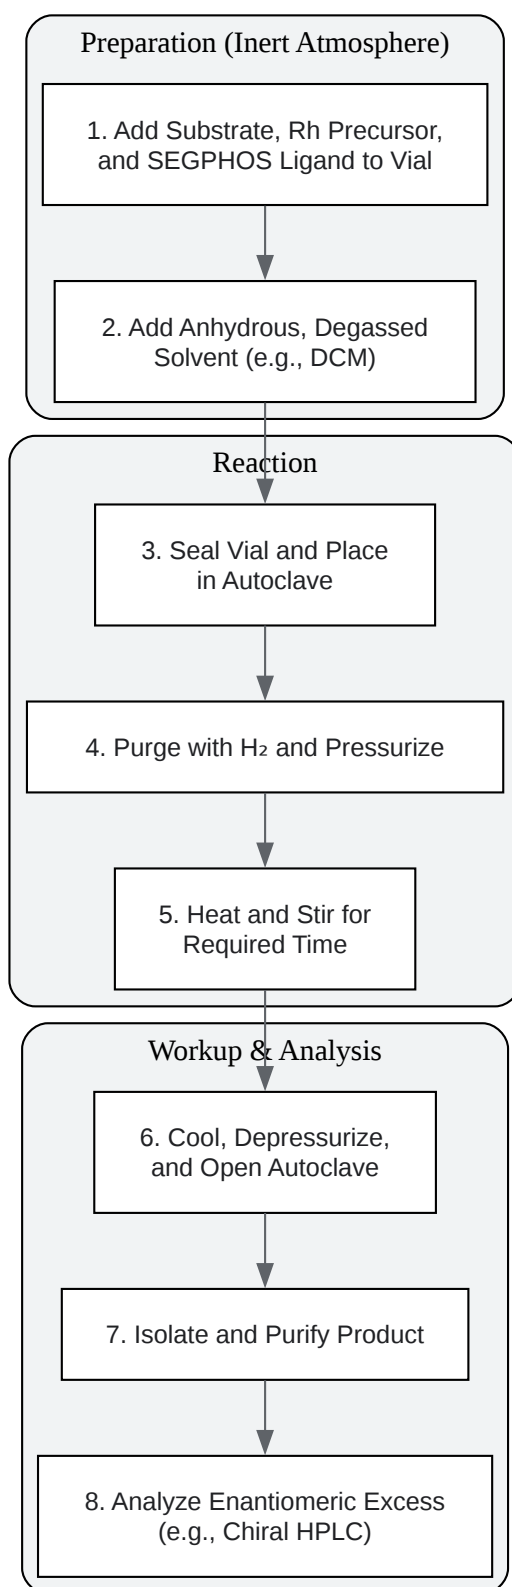 Preparation (Inert Atmosphere)
1. Add Substrate, Rh Precursor,
and SEGPHOS Ligand to Vial
2. Add Anhydrous, Degassed
Solvent (e.g., DCM)
Reaction
3. Seal Vial and Place
in Autoclave
4. Purge with H₂ and Pressurize
5. Heat and Stir for
Required Time
Workup & Analysis
6. Cool, Depressurize,
and Open Autoclave
7. Isolate and Purify Product
8. Analyze Enantiomeric Excess
(e.g., Chiral HPLC)